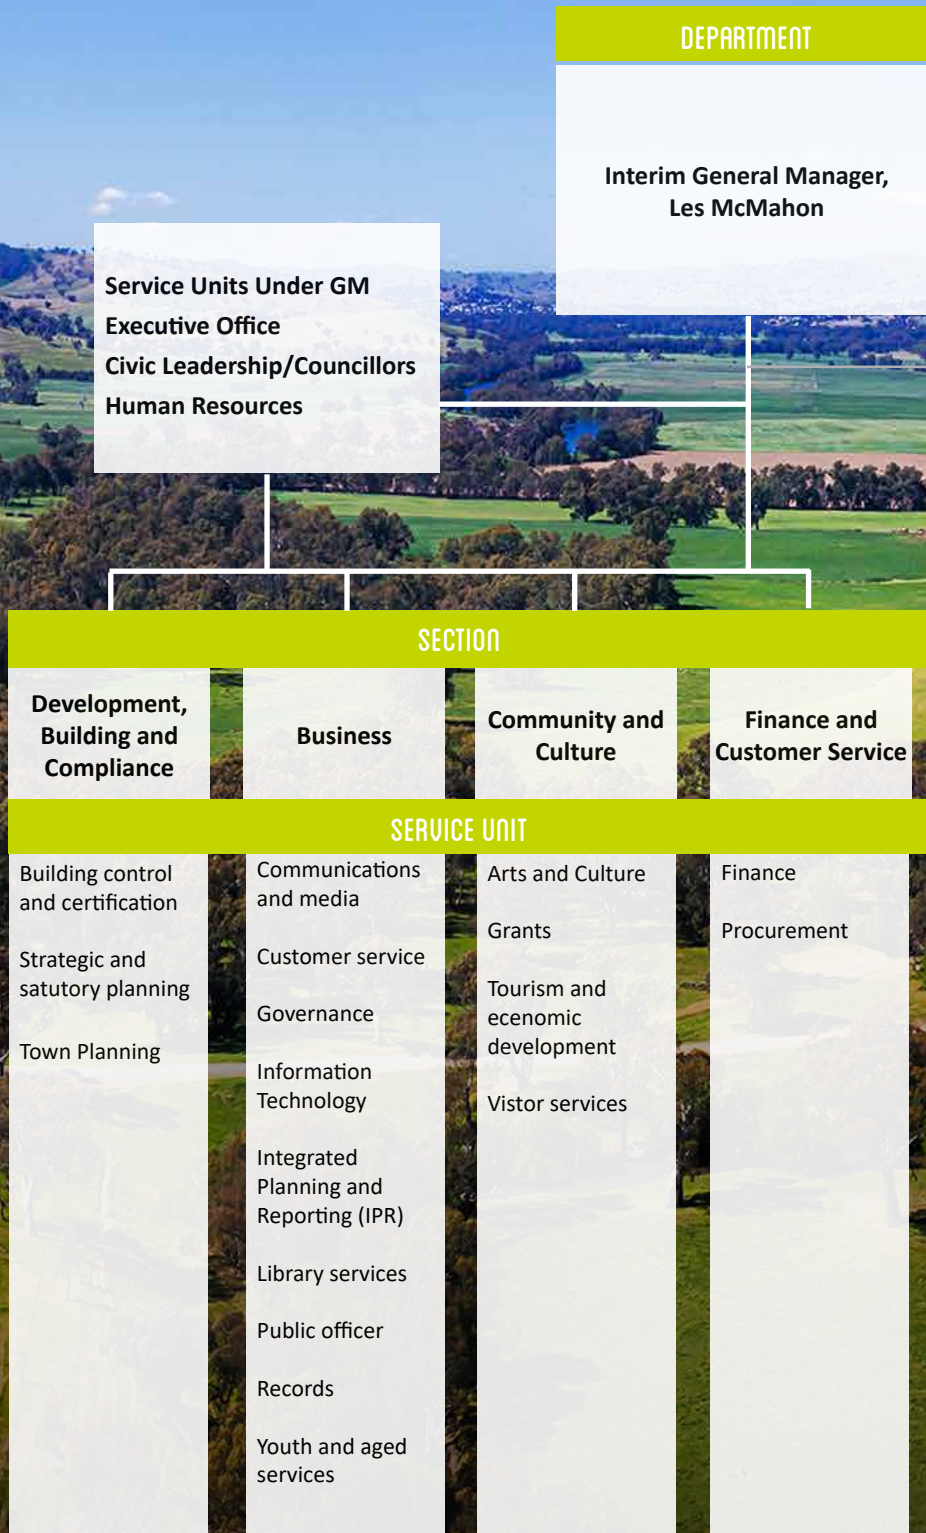 DEPARTMENT
Interim General Manager,
Les McMahon
Service Units Under GM
Executive Office
Civic Leadership/Councillors
Human Resources
SECTION
Development,
Building and
Compliance
Business
Community and
Culture
Finance and
Customer Service
SERVICE UNIT
Building control
and certification
Strategic and
satutory planning
Town Planning
Communications
and media
Customer service
Governance
Information
Technology
Integrated
Planning and
Reporting (IPR)
Library services
Public officer
Records
Youth and aged
services
Arts and Culture
Grants
Tourism and
ecenomic
development
Vistor services
Finance
Procurement